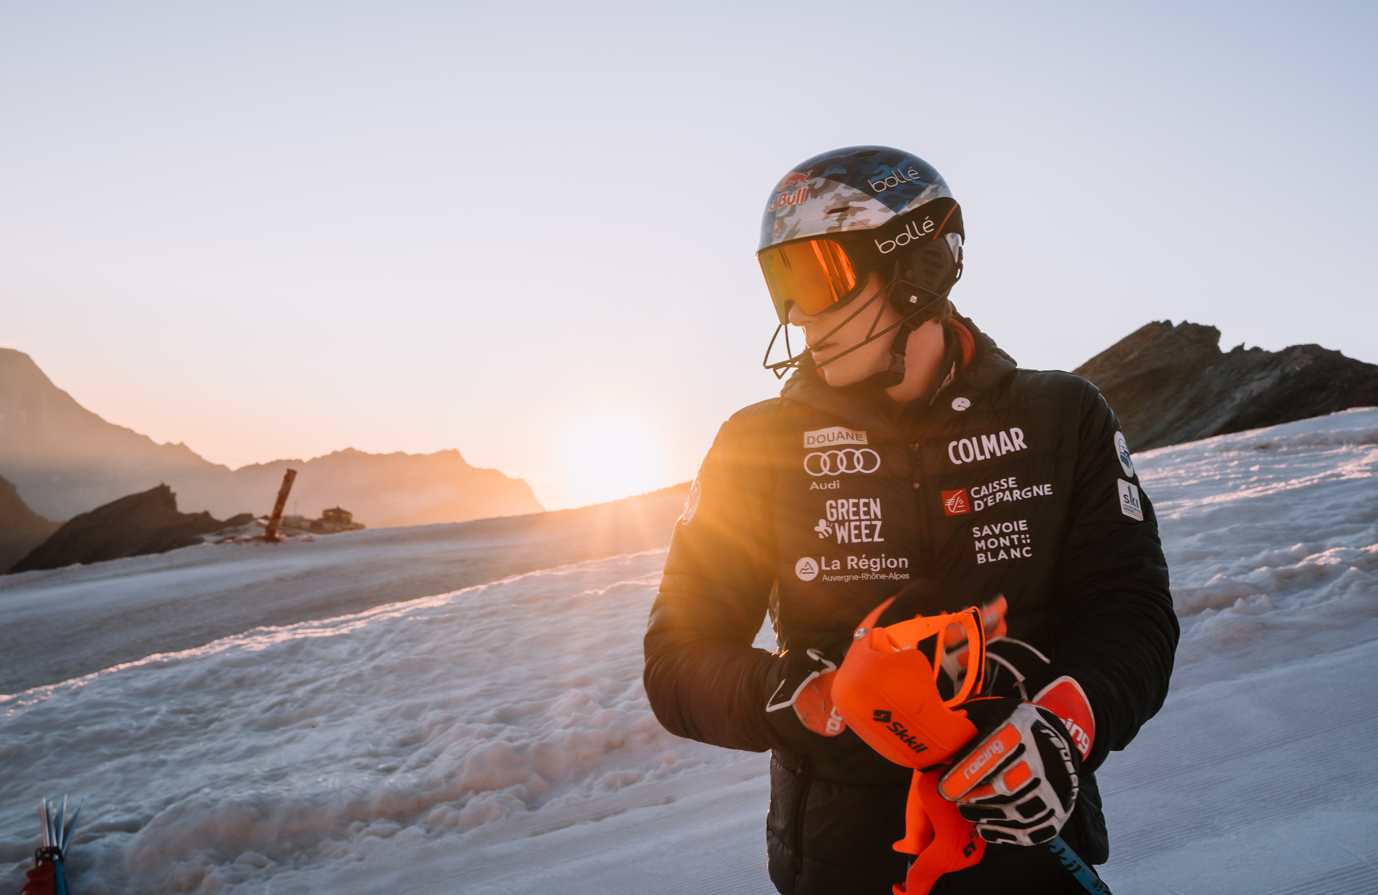 Red Bull
bollé
bollé
DOUANE
Audi
GREEN
WEEZ
La Région
Auvergne-Rhône-Alpes
COLMAR
CAISSE
D'EPARGNE
SAVOIE
MONT
BLANC
ski
Skkil
racing